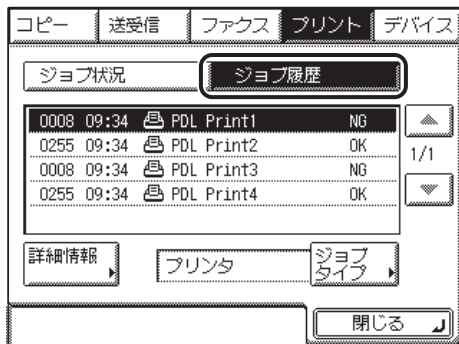 コピー 送受信 ファクス プリント デバイス
ジョブ状況 ジョブ履歴
0008 09:34 PDL Print1 NG
0255 09:34 PDL Print2 OK
0008 09:34 PDL Print3 NG
0255 09:34 PDL Print4 OK
1/1
詳細情報 プリンタ ジョブ
タイプ
閉じる